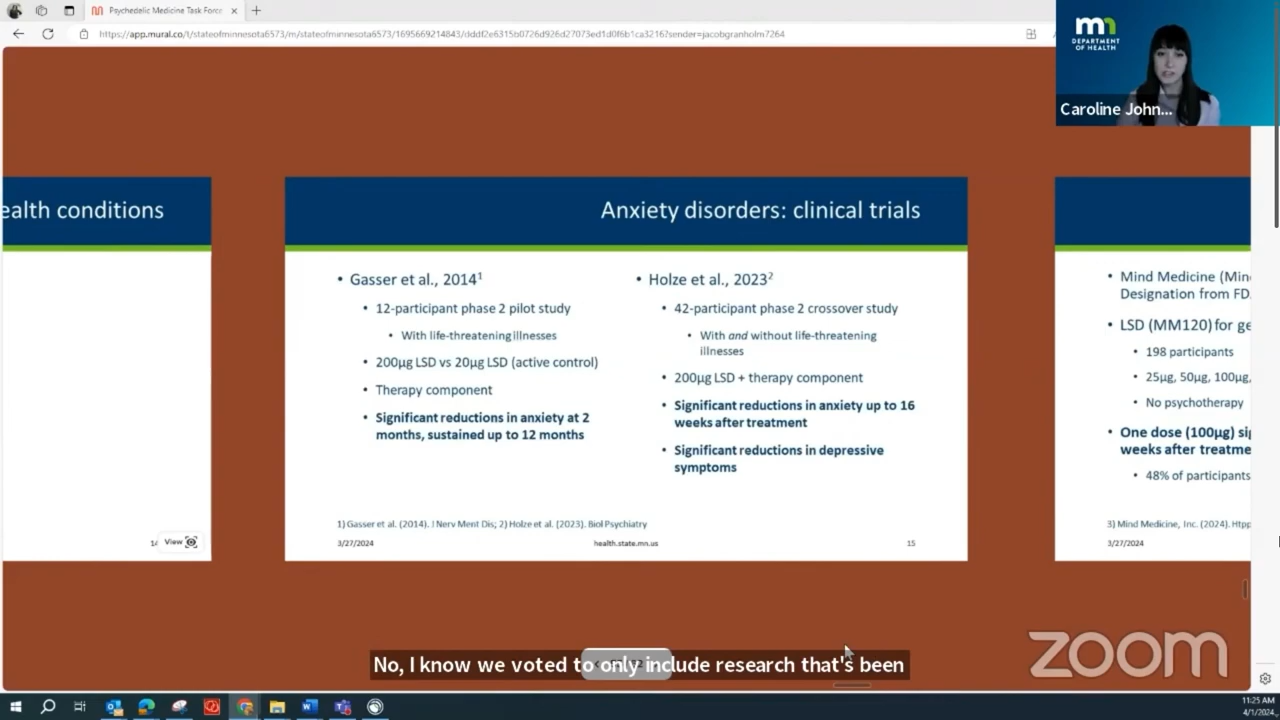 Psychedelic Medicine Task Force
https://app.mural.co/t/stateofminnesota6573/m/stateofminnesota6573/1695669214843/dddf2e6315b0726d926d27073ed1d0f6b1ca3216?sender=jacobgranholm7264
mn
DEPARTMENT
OF HEALTH
Caroline John...
ealth conditions
View
Anxiety disorders: clinical trials
• Gasser et al., 2014¹
• 12-participant phase 2 pilot study
• With life-threatening illnesses
• 200µg LSD vs 20µg LSD (active control)
• Therapy component
• Significant reductions in anxiety at 2
months, sustained up to 12 months
• Holze et al., 2023²
• 42-participant phase 2 crossover study
• With and without life-threatening
illnesses
• 200µg LSD + therapy component
• Significant reductions in anxiety up to 16
weeks after treatment
• Significant reductions in depressive
symptoms
1) Gasser et al. (2014). J Nerv Ment Dis; 2) Holze et al. (2023). Biol Psychiatry
3/27/2024
health.state.mn.us
15
• Mind Medicine (Min
Designation from FD
• LSD (MM120) for ge
• 198 participants
• 25µg, 50µg, 100µg,
• No psychotherapy
• One dose (100µg) si
weeks after treatme
• 48% of participants
3) Mind Medicine, Inc. (2024). Http
3/27/2024
No, I know we voted to only include research that's been
zoom
11:25 AM
4/1/2024